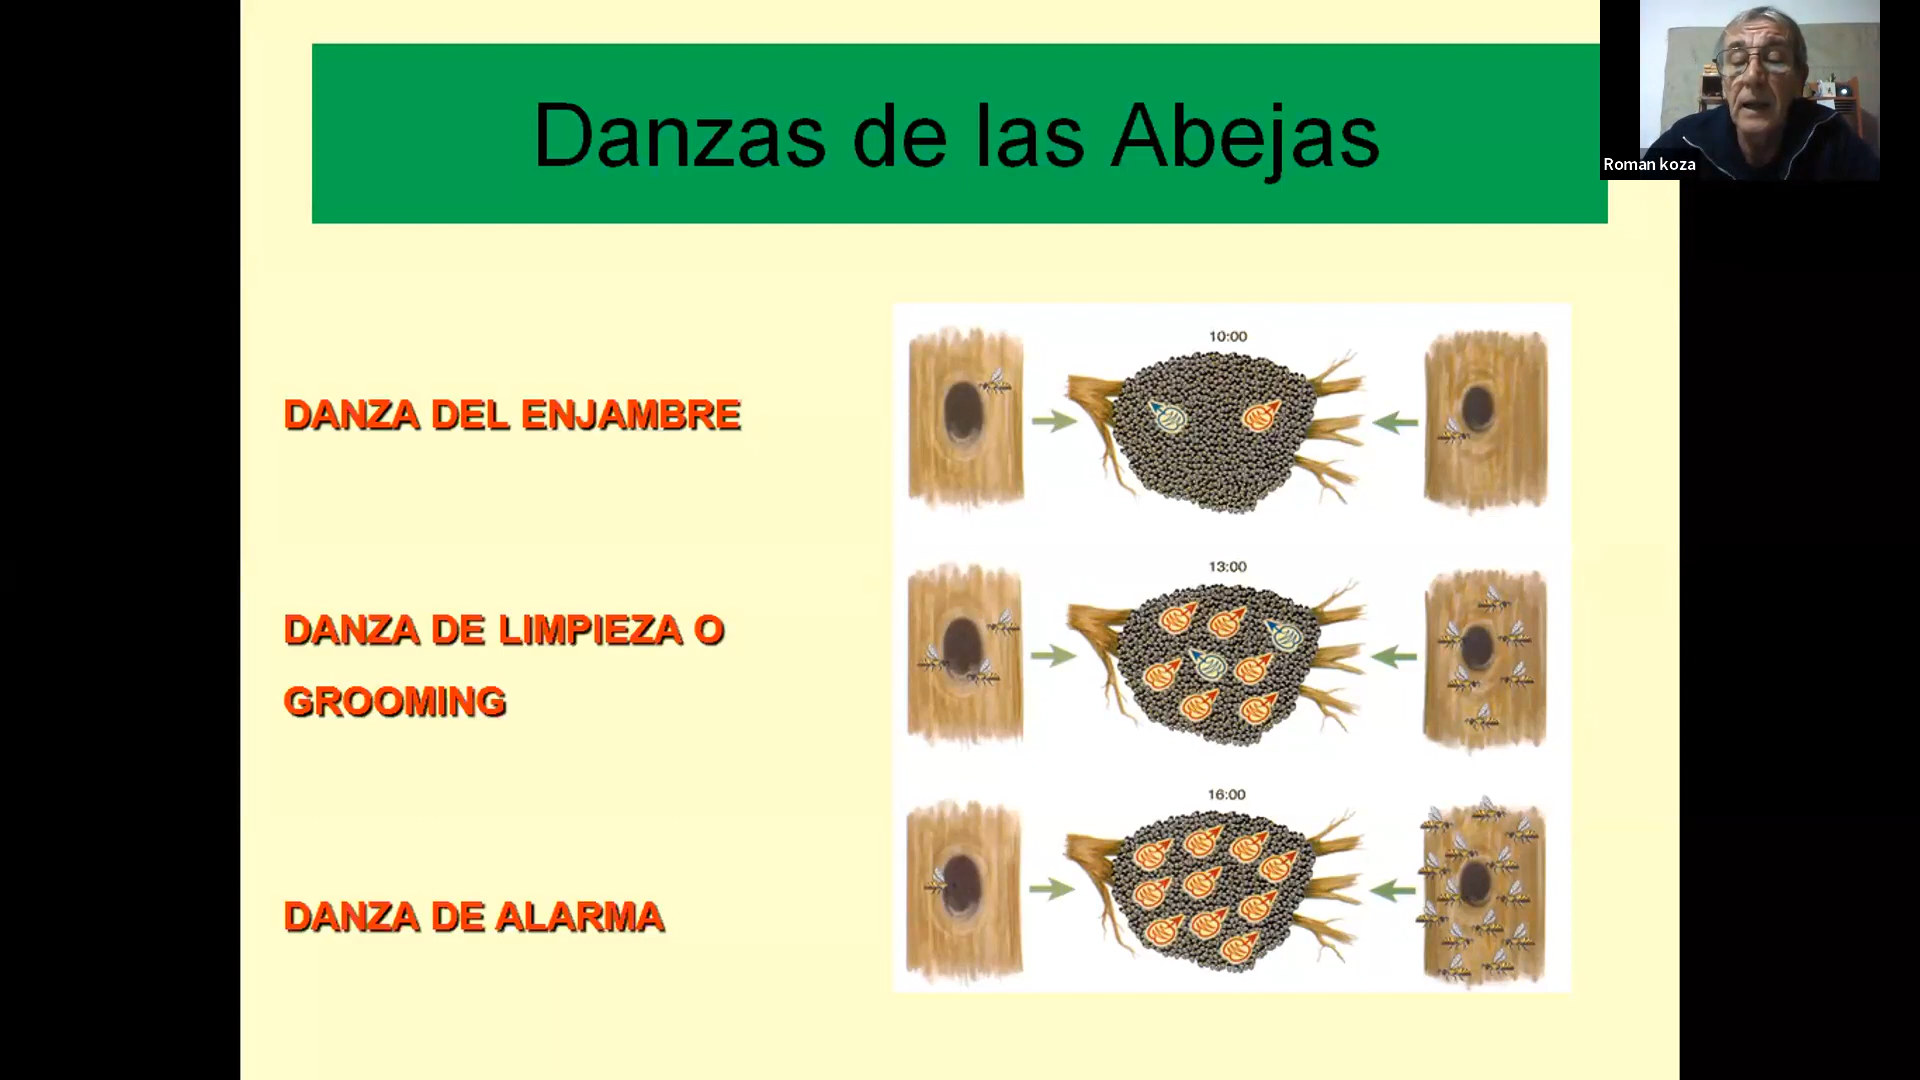 Danzas de las Abejas
Roman koza
DANZA DEL ENJAMBRE
DANZA DE LIMPIEZA O
GROOMING
DANZA DE ALARMA
10:00
13:00
16:00